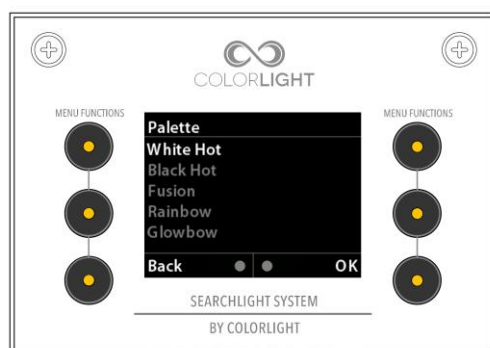 COLORLIGHT
MENU FUNCTIONS
MENU FUNCTIONS
Palette
White Hot
Black Hot
Fusion
Rainbow
Glowbow
Back OK
SEARCHLIGHT SYSTEM
BY COLORLIGHT